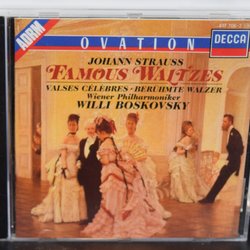 ADRM
OVATION
DECCA
JOHANN STRAUSS
FAMOUS WALTZES
VALSES CÉLÈBRES · BERÜHMTE WALZER
Wiener Philharmoniker
WILLI BOSKOVSKY